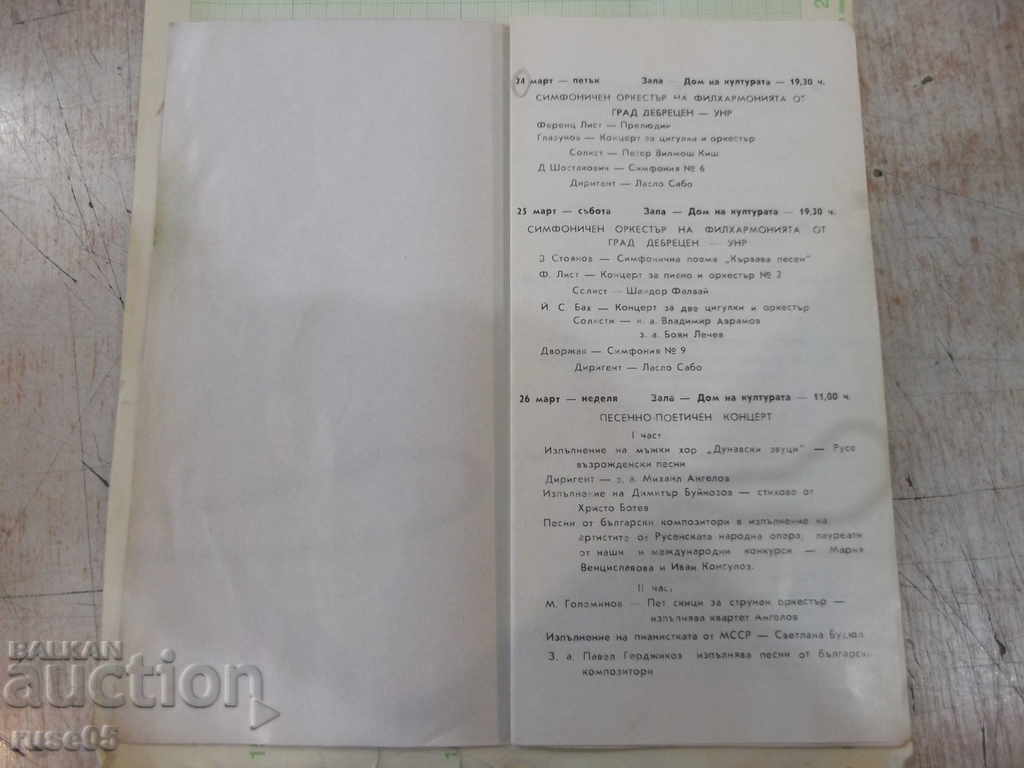 24 март — петък Зала — Дом на културата — 19,30 ч.
СИМФОНИЧЕН ОРКЕСТЪР НА ФИЛХАРМОНИЯТА ОТ
ГРАД ДЕБРЕЦЕН — УНР
Ференц Лист — Прелюдии
Глазунов — Концерт за цигулка и оркестър
Солист — Петер Вилмош Киш
Д Шостакович — Симфония № 6
Диригент — Ласло Сабо
25 март — събота Зала — Дом на културата — 19,30 ч.
СИМФОНИЧЕН ОРКЕСТЪР НА ФИЛХАРМОНИЯТА ОТ
ГРАД ДЕБРЕЦЕН — УНР
Стоянов — Симфонична поема „Кървава песен"
Ф. Лист — Концерт за пиано и оркестър № 2
Солист — Шандор Фалвай
Й. С. Бах — Концерт за две цигулки и оркестър
Солисти — н. а. Владимир Аврамов
з. а. Боян Лечев
Дворжак — Симфония № 9
Диригент — Ласло Сабо
26 март — неделя Зала — Дом на културата — 11,00 ч.
ПЕСЕННО-ПОЕТИЧЕН КОНЦЕРТ
I част
Изпълнение на мъжки хор „Дунавски звуци" — Русе
възрожденски песни
Диригент — з. а. Михаил Ангелов
Изпълнение на Димитър Буйнозов — стихове от
Христо Ботев
Песни от български композитори в изпълнение на
артистите от Русенската народна опера, лауреати
от наши и международни конкурси — Мария
Венциславова и Иван Консулов.
II част
М. Големинов — Пет скици за струнен оркестър —
изпълнява квартет Ангелов
Изпълнение на пианистката от МССР — Светлана
З. а. Павел Герджиков изпълнява песни от български
композитори
BALKAN
auction
ruse05